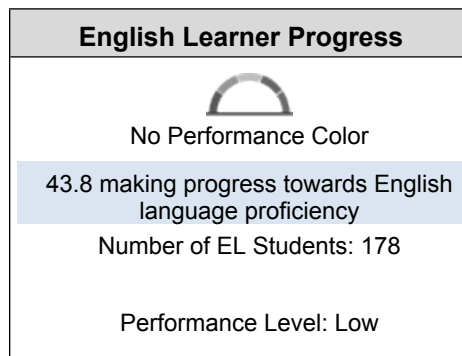 English Learner Progress
No Performance Color
43.8 making progress towards English
language proficiency
Number of EL Students: 178
Performance Level: Low